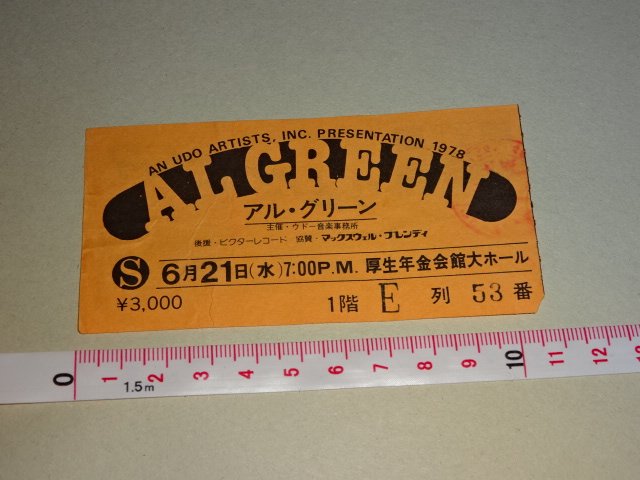 AN UDO ARTISTS, INC. PRESENTATION 1978
AL GREEN
アル・グリーン
主催・ウドー音楽事務所
後援・ビクターレコード 協賛・マックスウェル・ブレンディ
Ⓢ 6月21日(水)7:00P.M. 厚生年金会館大ホール
¥3,000 1階 E 列 53 番
0 1 2 3 4 5 6 7 8 9 10 11 12 13
1.5m